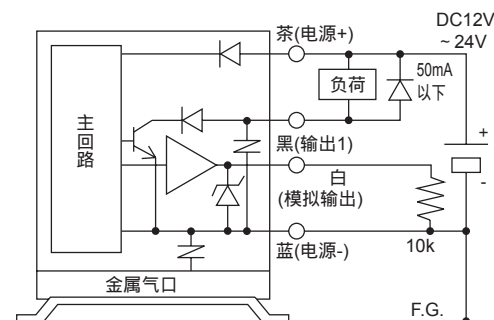 茶(电源+)
DC12V
~ 24V
负荷
50mA
以下
主回路
黑(输出1)
白
(模拟输出)
+
-
蓝(电源-)
10k
金属气口
F.G.